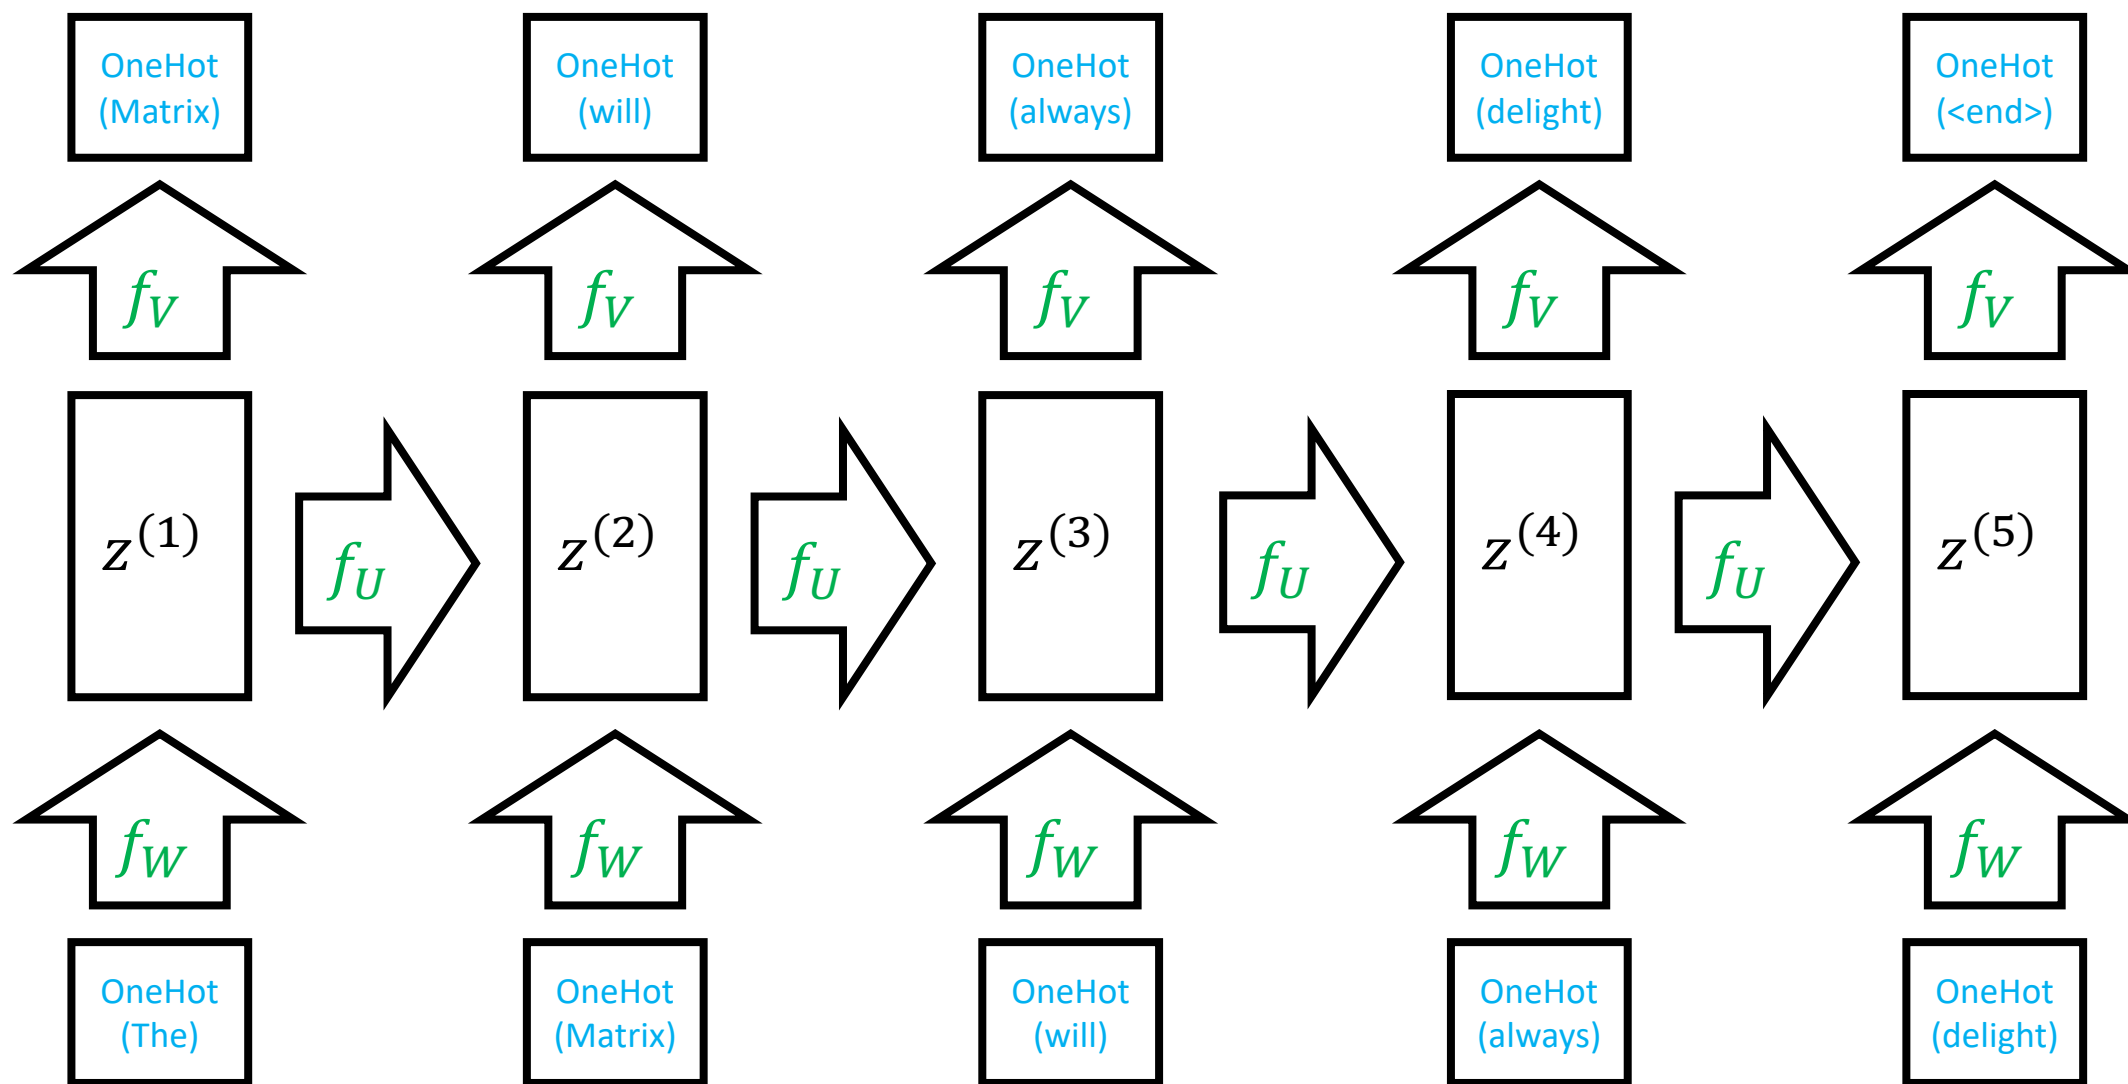 OneHot OneHot OneHot OneHot OneHot
(Matrix) (will) (always) (delight) (<end>)
f_V f_V f_V f_V f_V
z^(1) z^(2) z^(3) z^(4) z^(5)
f_U f_U f_U f_U
f_W f_W f_W f_W f_W
OneHot OneHot OneHot OneHot OneHot
(The) (Matrix) (will) (always) (delight)